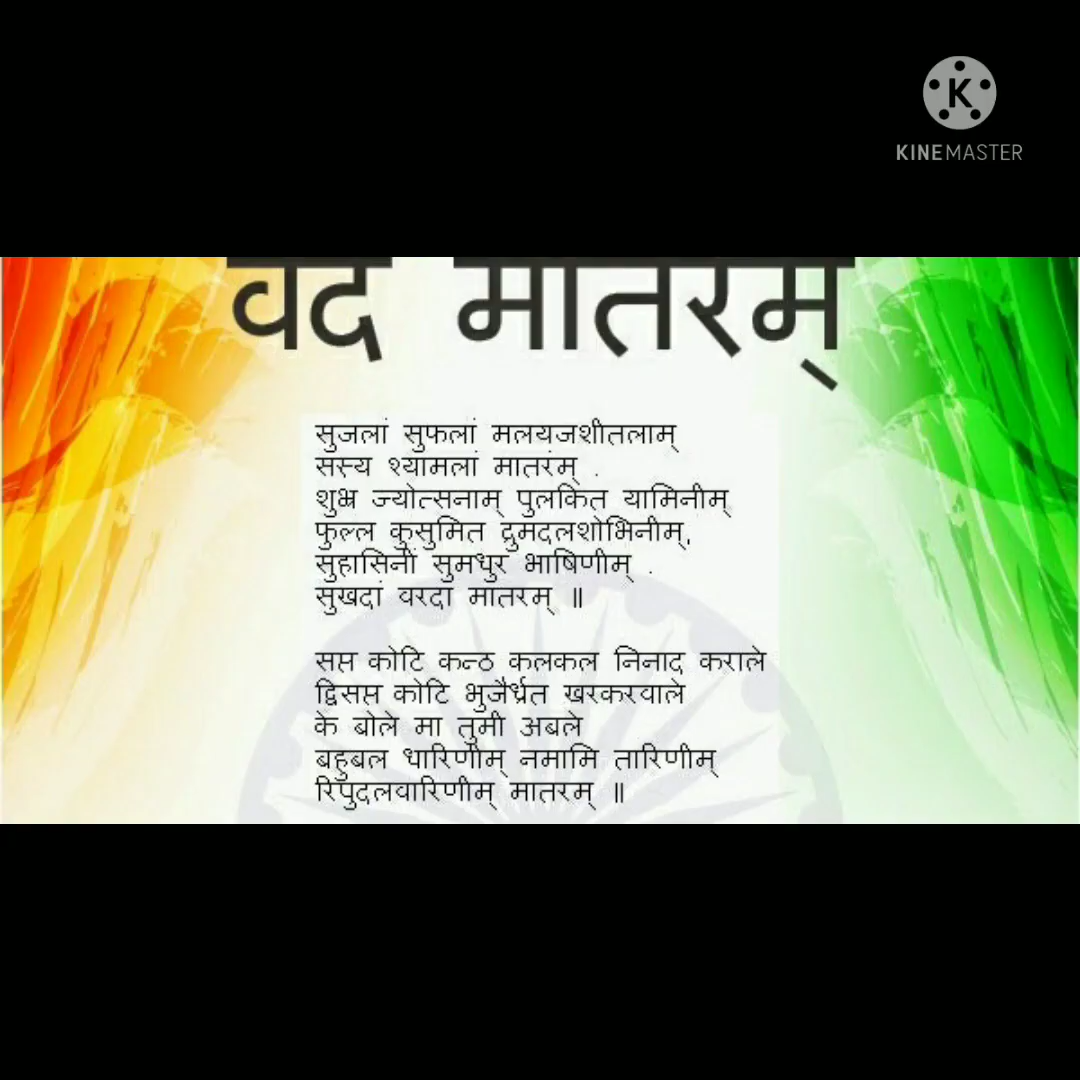 KINEMASTER
वंदे मातरम्
सुजलां सुफलां मलयजशीतलाम्
सस्य श्यामलां मातरंम् .
शुभ्र ज्योत्सनाम् पुलकित यामिनीम्
फुल्ल कुसुमित द्रुमदलशोभिनीम्,
सुहासिनीं सुमधुर भाषिणीम् .
सुखदां वरदां मातरम् ॥
सप्त कोटि कन्ठ कलकल निनाद कराले
द्विसप्त कोटि भुजैर्ध्रत खरकरवाले
के बोले मा तुमी अबले
बहुबल धारिणीम् नमामि तारिणीम्
रिपुदलवारिणीम् मातरम् ॥